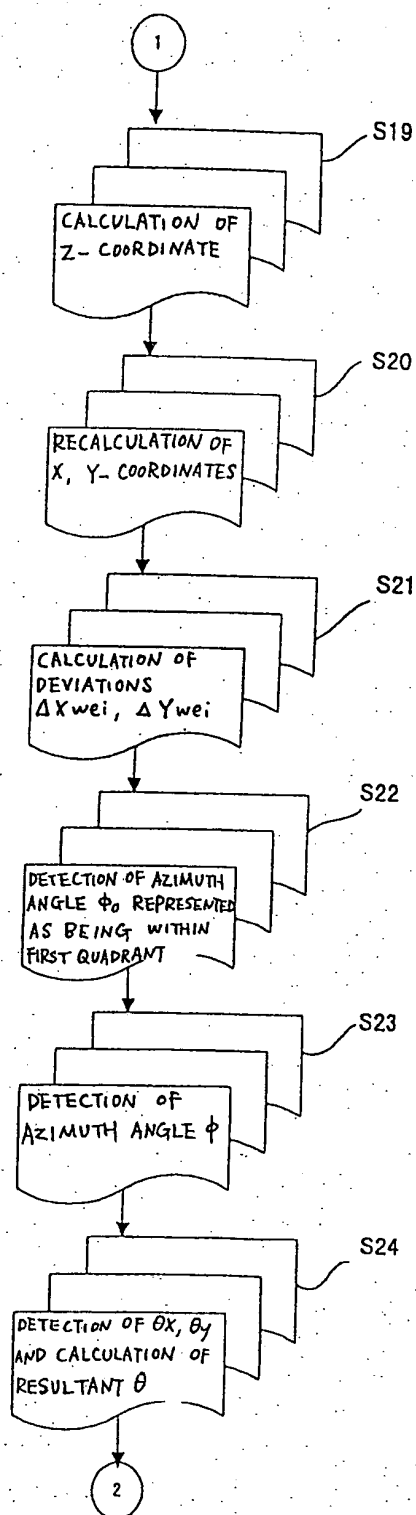 1
S19
CALCULATION OF
Z- COORDINATE
S20
RECALCULATION OF
X, Y- COORDINATES
S21
CALCULATION OF
DEVIATIONS
ΔXwei, ΔYwei
S22
DETECTION OF AZIMUTH
ANGLE ϕ₀ REPRESENTED
AS BEING WITHIN
FIRST QUADRANT
S23
DETECTION OF
AZIMUTH ANGLE ϕ
S24
DETECTION OF θx, θy
AND CALCULATION OF
RESULTANT θ
2